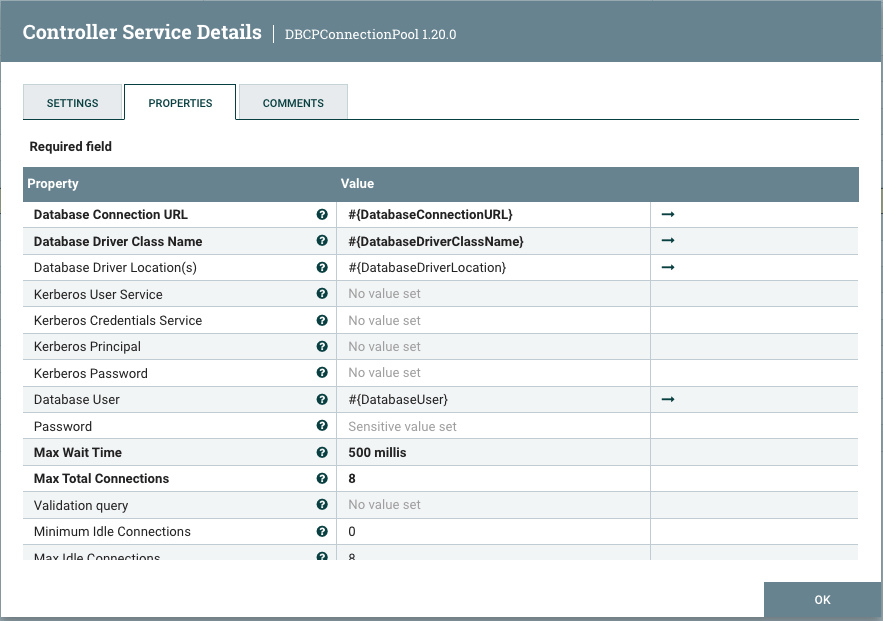 Controller Service Details | DBCPConnectionPool 1.20.0
SETTINGS PROPERTIES COMMENTS
Required field
Property Value
Database Connection URL #{DatabaseConnectionURL}
Database Driver Class Name #{DatabaseDriverClassName}
Database Driver Location(s) #{DatabaseDriverLocation}
Kerberos User Service No value set
Kerberos Credentials Service No value set
Kerberos Principal No value set
Kerberos Password No value set
Database User #{DatabaseUser}
Password Sensitive value set
Max Wait Time 500 millis
Max Total Connections 8
Validation query No value set
Minimum Idle Connections 0
Max Idle Connections 8
OK